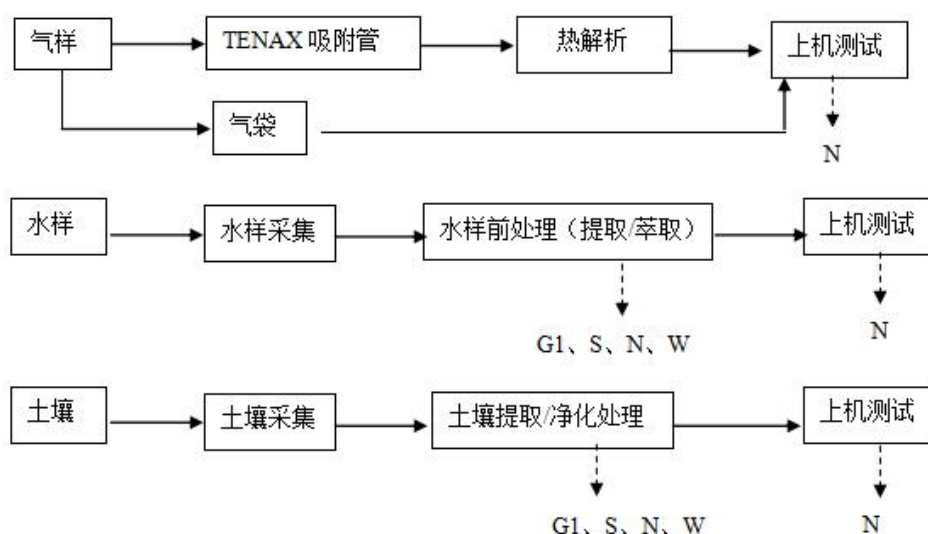 气样
TENAX 吸附管
热解析
上机测试
气袋
N
水样
水样采集
水样前处理（提取/萃取）
上机测试
G1、S、N、W
N
土壤
土壤采集
土壤提取/净化处理
上机测试
G1、S、N、W
N